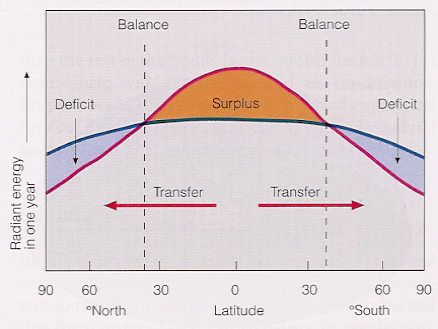 Balance
Balance
Deficit
Surplus
Deficit
Radiant energy
in one year
Transfer
Transfer
90
60
30
0
30
60
90
°North
Latitude
°South